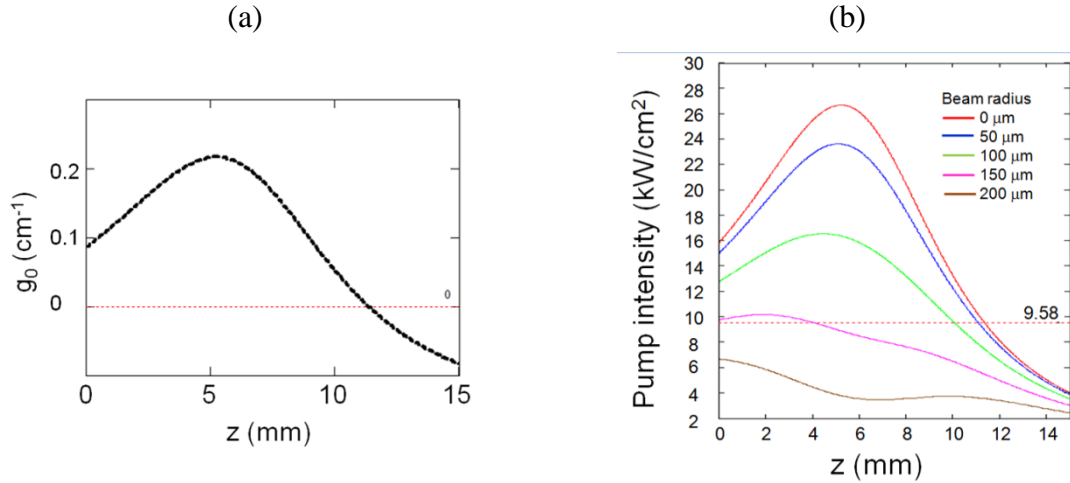 (a)
(b)
g₀ (cm⁻¹)
0.2
0.1
0
0
0
5
10
15
z (mm)
Pump intensity (kW/cm²)
30
28
26
24
22
20
18
16
14
12
10
8
6
4
2
Beam radius
0 μm
50 μm
100 μm
150 μm
200 μm
9.58
0
2
4
6
8
10
12
14
z (mm)